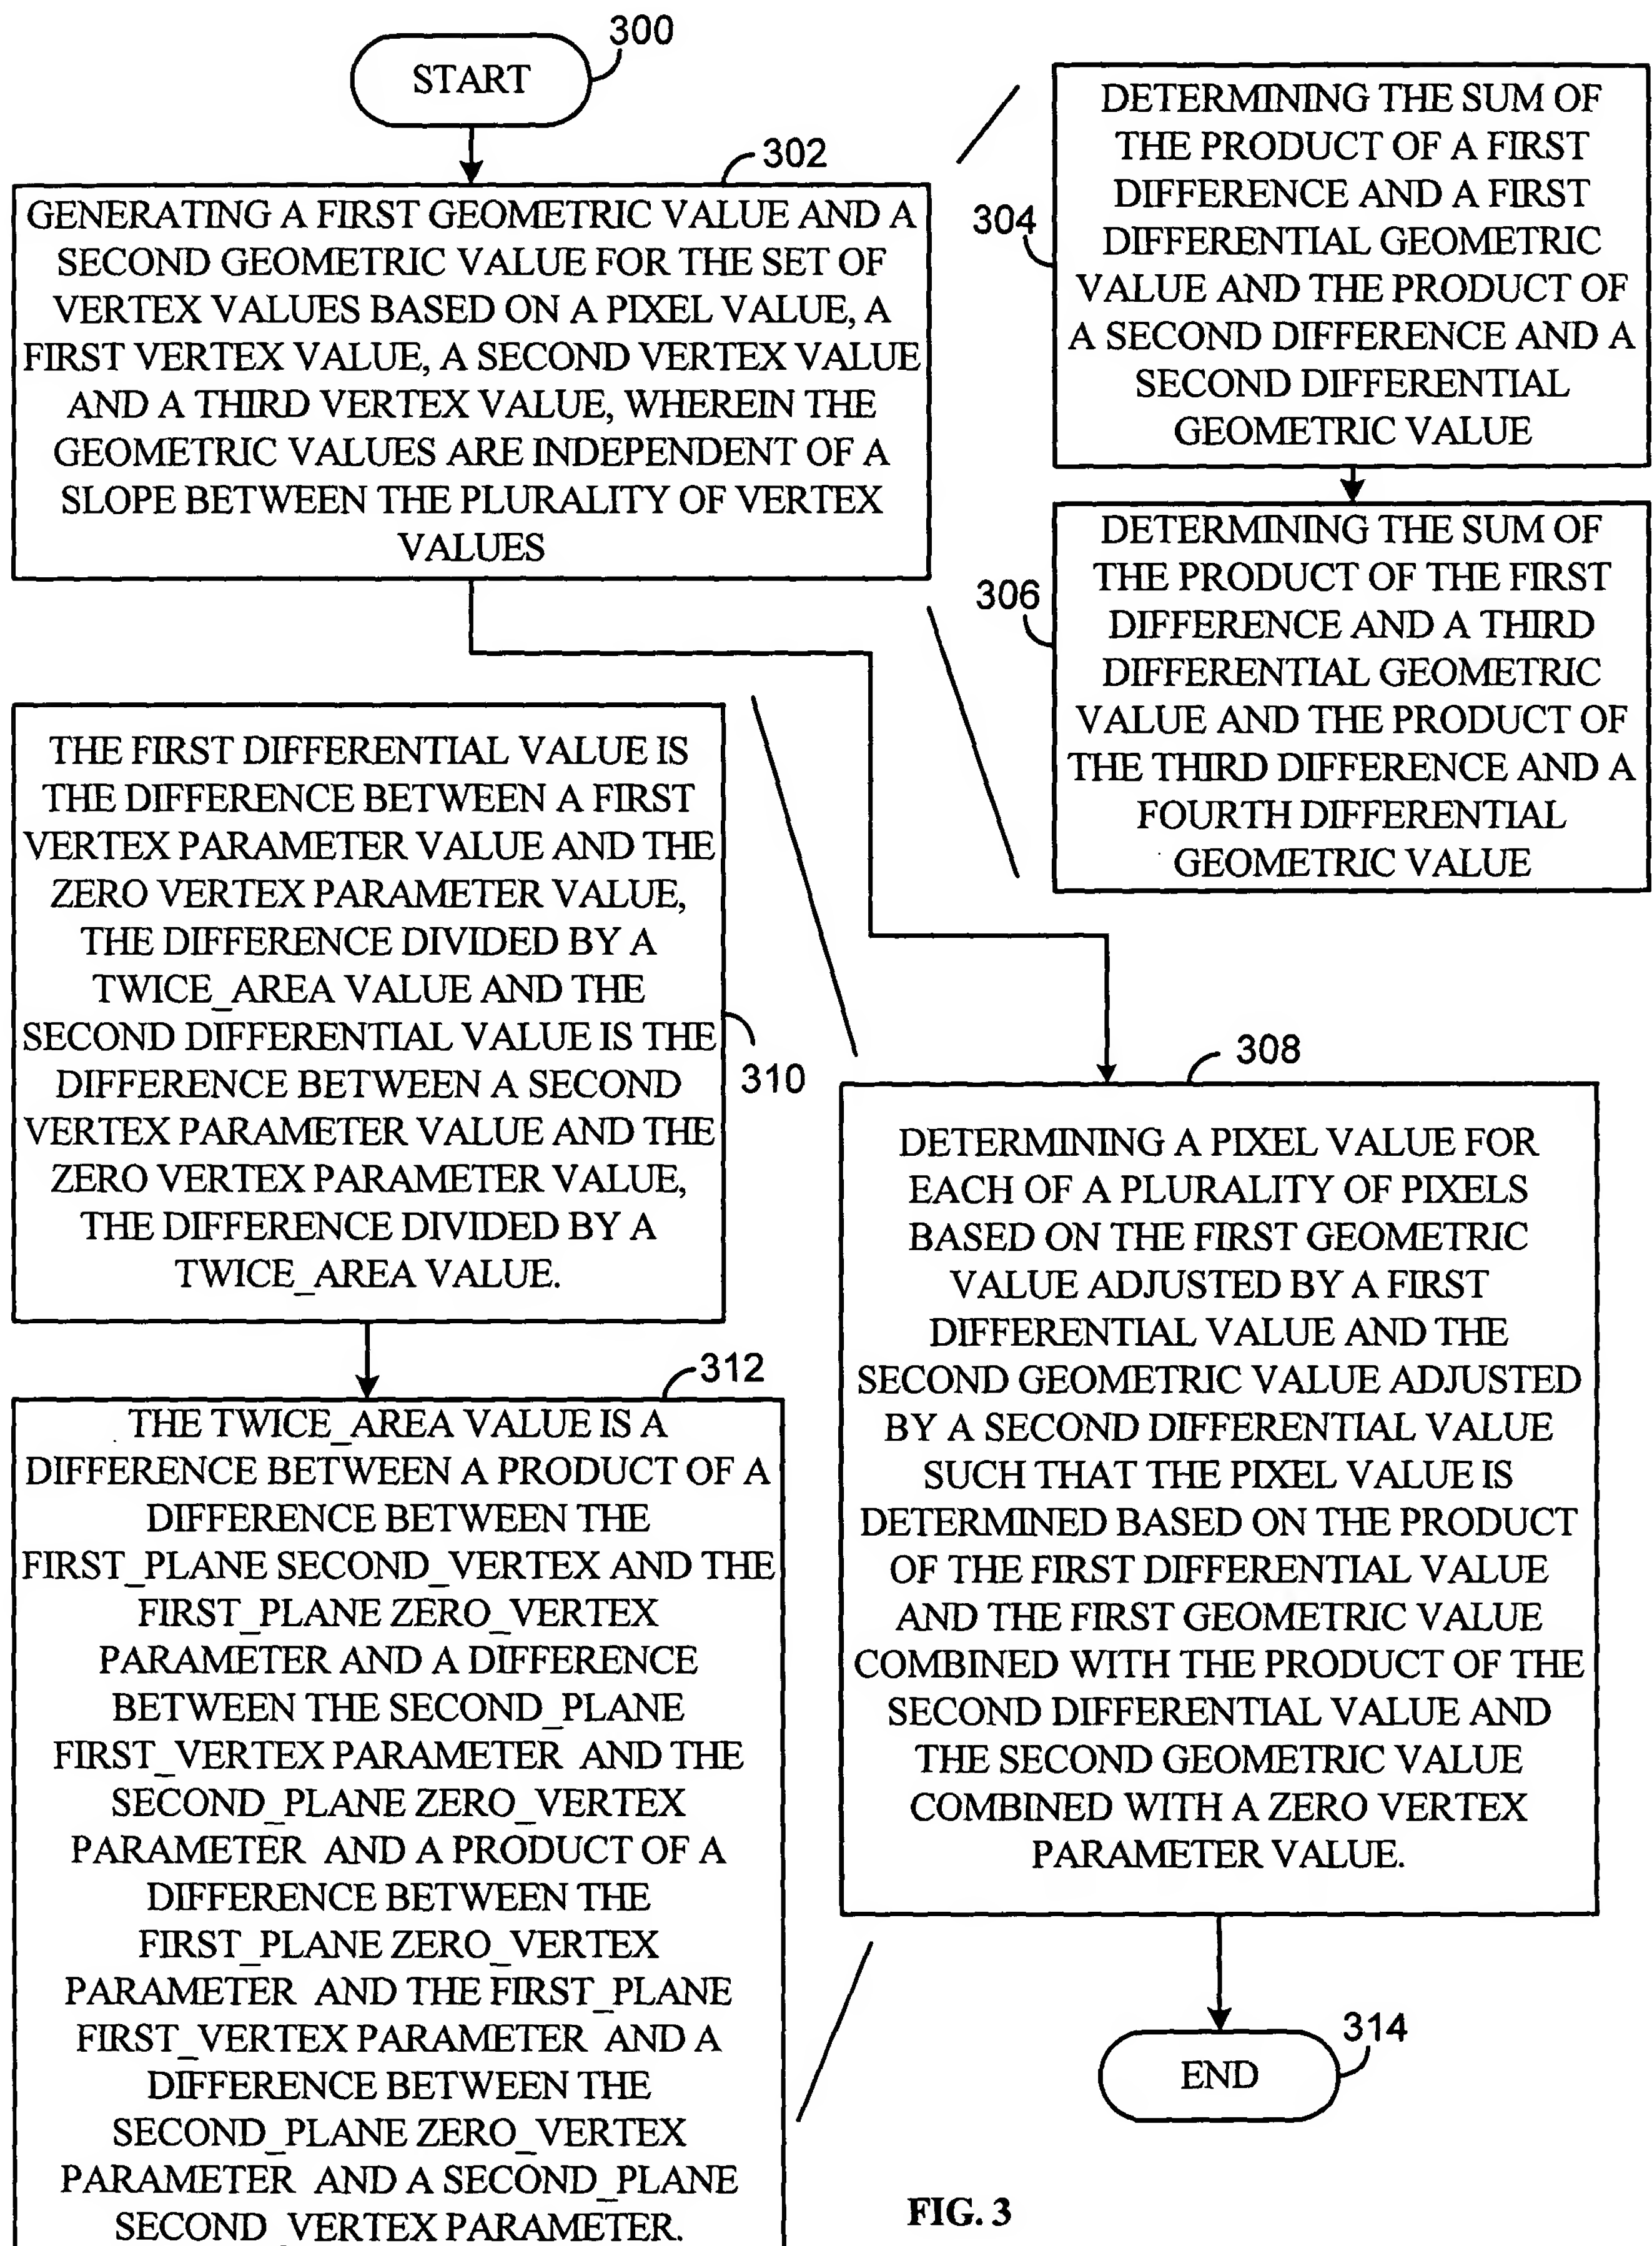 300
START
302
GENERATING A FIRST GEOMETRIC VALUE AND A
SECOND GEOMETRIC VALUE FOR THE SET OF
VERTEX VALUES BASED ON A PIXEL VALUE, A
FIRST VERTEX VALUE, A SECOND VERTEX VALUE
AND A THIRD VERTEX VALUE, WHEREIN THE
GEOMETRIC VALUES ARE INDEPENDENT OF A
SLOPE BETWEEN THE PLURALITY OF VERTEX
VALUES
304
DETERMINING THE SUM OF
THE PRODUCT OF A FIRST
DIFFERENCE AND A FIRST
DIFFERENTIAL GEOMETRIC
VALUE AND THE PRODUCT OF
A SECOND DIFFERENCE AND A
SECOND DIFFERENTIAL
GEOMETRIC VALUE
306
DETERMINING THE SUM OF
THE PRODUCT OF THE FIRST
DIFFERENCE AND A THIRD
DIFFERENTIAL GEOMETRIC
VALUE AND THE PRODUCT OF
THE THIRD DIFFERENCE AND A
FOURTH DIFFERENTIAL
GEOMETRIC VALUE
THE FIRST DIFFERENTIAL VALUE IS
THE DIFFERENCE BETWEEN A FIRST
VERTEX PARAMETER VALUE AND THE
ZERO VERTEX PARAMETER VALUE,
THE DIFFERENCE DIVIDED BY A
TWICE_AREA VALUE AND THE
SECOND DIFFERENTIAL VALUE IS THE
DIFFERENCE BETWEEN A SECOND
VERTEX PARAMETER VALUE AND THE
ZERO VERTEX PARAMETER VALUE,
THE DIFFERENCE DIVIDED BY A
TWICE_AREA VALUE.
310
312
THE TWICE_AREA VALUE IS A
DIFFERENCE BETWEEN A PRODUCT OF A
DIFFERENCE BETWEEN THE
FIRST_PLANE SECOND_VERTEX AND THE
FIRST_PLANE ZERO_VERTEX
PARAMETER AND A DIFFERENCE
BETWEEN THE SECOND_PLANE
FIRST_VERTEX PARAMETER AND THE
SECOND_PLANE ZERO_VERTEX
PARAMETER AND A PRODUCT OF A
DIFFERENCE BETWEEN THE
FIRST_PLANE ZERO_VERTEX
PARAMETER AND THE FIRST_PLANE
FIRST_VERTEX PARAMETER AND A
DIFFERENCE BETWEEN THE
SECOND_PLANE ZERO_VERTEX
PARAMETER AND A SECOND_PLANE
SECOND_VERTEX PARAMETER.
308
DETERMINING A PIXEL VALUE FOR
EACH OF A PLURALITY OF PIXELS
BASED ON THE FIRST GEOMETRIC
VALUE ADJUSTED BY A FIRST
DIFFERENTIAL VALUE AND THE
SECOND GEOMETRIC VALUE ADJUSTED
BY A SECOND DIFFERENTIAL VALUE
SUCH THAT THE PIXEL VALUE IS
DETERMINED BASED ON THE PRODUCT
OF THE FIRST DIFFERENTIAL VALUE
AND THE FIRST GEOMETRIC VALUE
COMBINED WITH THE PRODUCT OF THE
SECOND DIFFERENTIAL VALUE AND
THE SECOND GEOMETRIC VALUE
COMBINED WITH A ZERO VERTEX
PARAMETER VALUE.
314
END
FIG. 3